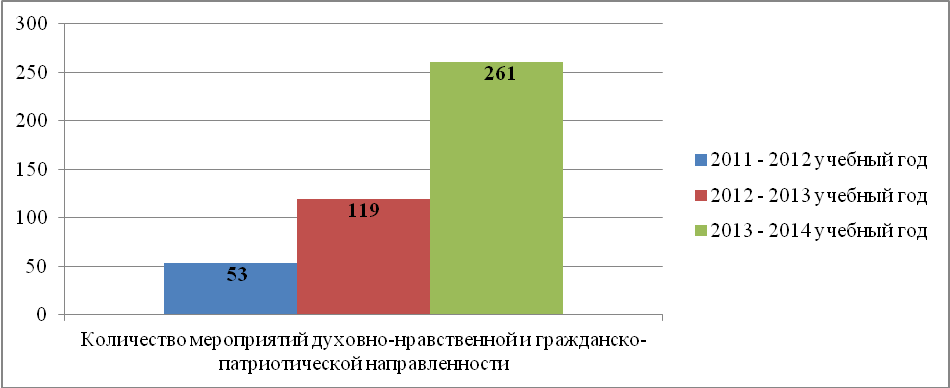 300
250
200
150
100
50
0
261
119
53
2011 - 2012 учебный год
2012 - 2013 учебный год
2013 - 2014 учебный год
Количество мероприятий духовно-нравственной и гражданско-
патриотической направленности